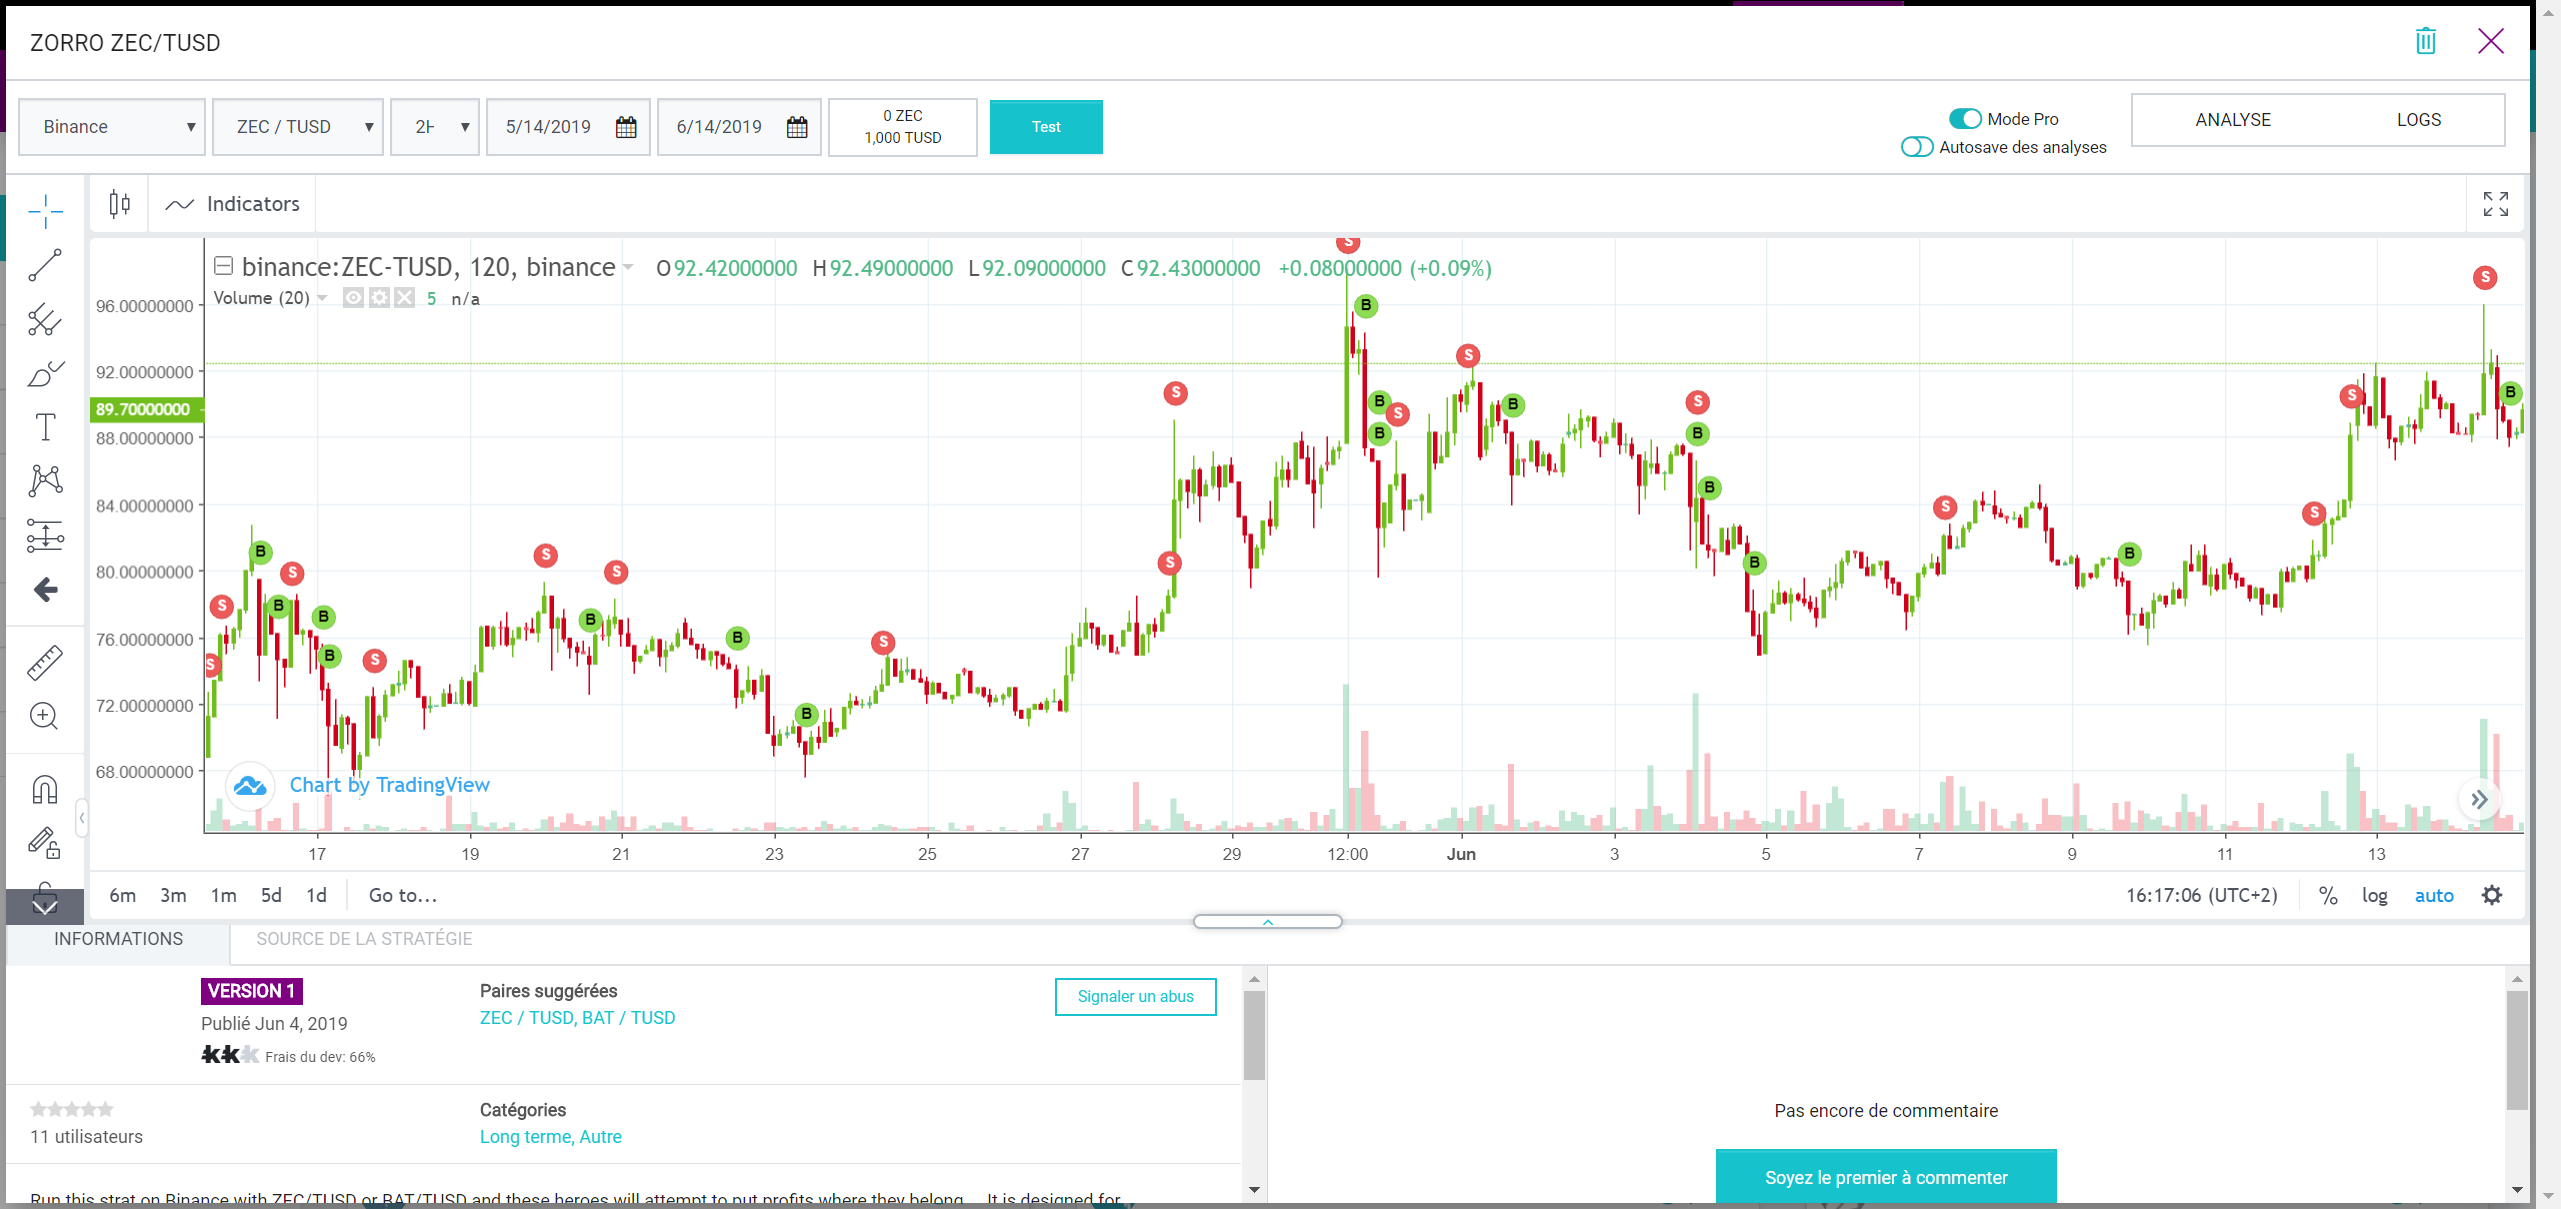 ZORRO ZEC/TUSD
Binance
ZEC / TUSD
5/14/2019
6/14/2019
0 ZEC
1,000 TUSD
Test
Mode Pro
Autosave des analyses
ANALYSE
LOGS
Indicators
binance:ZEC-TUSD, 120, binance
O 92.42000000 H 92.49000000 L 92.09000000 C 92.43000000 +0.08000000 (+0.09%)
Volume (20) 5 n/a
96.00000000
92.00000000
89.70000000
88.00000000
84.00000000
80.00000000
76.00000000
72.00000000
68.00000000
S
S
B
B
S
B
B
S
S
B
S
B
B
S
S
S
S
B
B
B
S
S
B
S
B
B
B
S
B
S
S
S
B
Chart by TradingView
17 19 21 23 25 27 29 12:00 Jun 3 5 7 9 11 13
6m 3m 1m 5d 1d Go to...
16:17:06 (UTC+2) % log auto
INFORMATIONS
SOURCE DE LA STRATÉGIE
VERSION 1
Publié Jun 4, 2019
Frais du dev: 66%
Paires suggérées
ZEC / TUSD, BAT / TUSD
Signaler un abus
11 utilisateurs
Catégories
Long terme, Autre
Run this strat on Binance with ZEC/TUSD or BAT/TUSD and these heroes will attempt to put profits where they belong ... It is designed for
Pas encore de commentaire
Soyez le premier à commenter